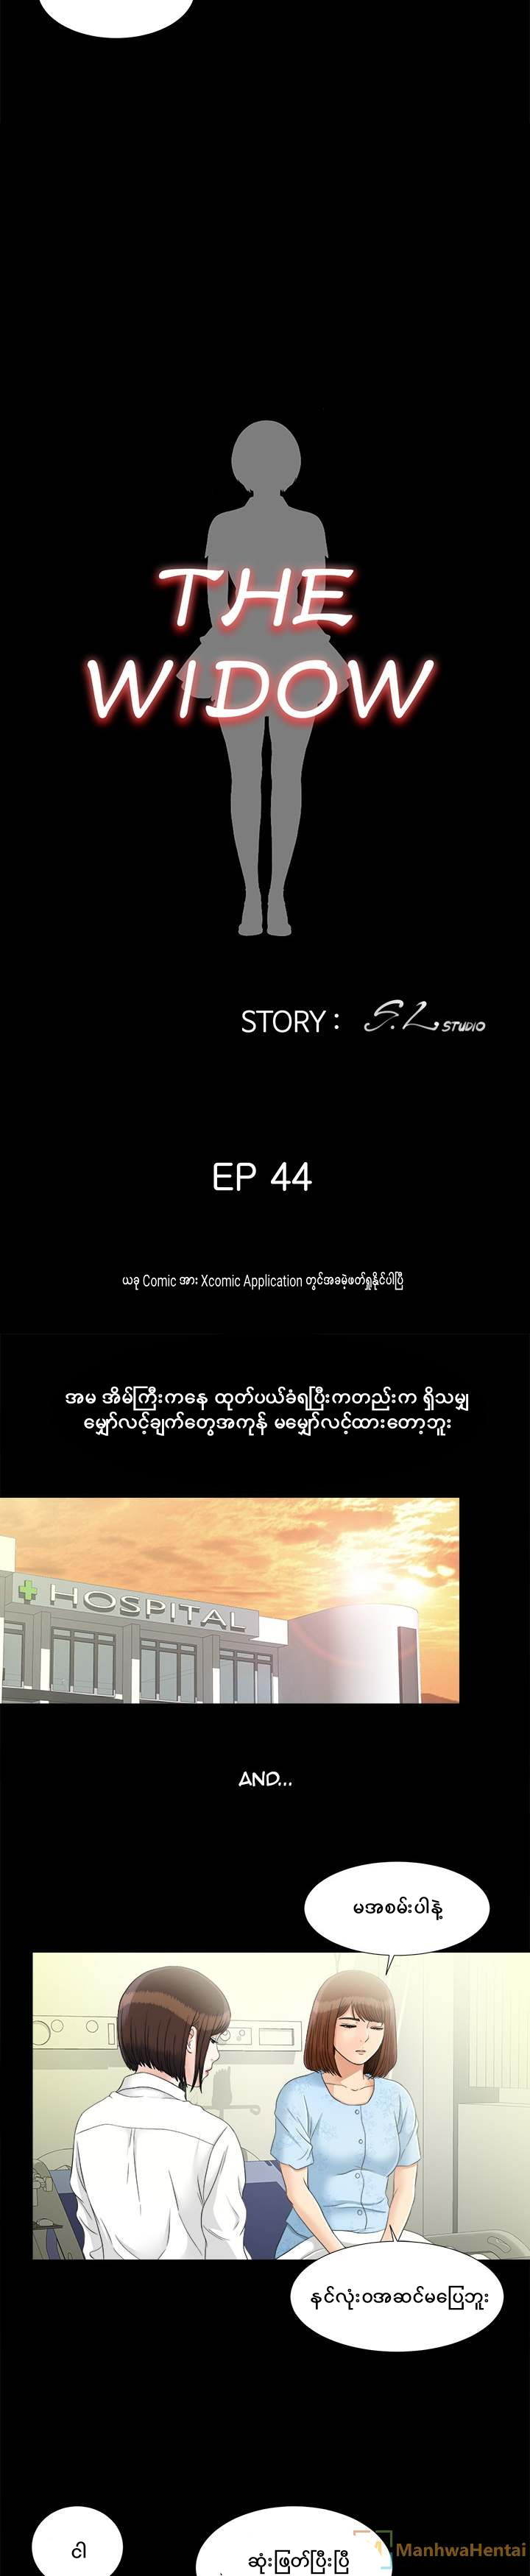 THE
WIDOW
STORY : S.L STUDIO
EP 44
ယခု Comic အား Xcomic Application တွင်အခမဲ့ဖတ်ရှုနိုင်ပါပြီ
အမ အိမ်ကြီးကနေ ထုတ်ပယ်ခံရပြီးကတည်းက ရှိသမျှ
မျှော်လင့်ချက်တွေအကုန် မမျှော်လင့်ထားတော့ဘူး
HOSPITAL
AND...
မအစမ်းပါနဲ့
နင်လုံးဝအဆင်မပြေဘူး
ငါ
ဆုံးဖြတ်ပြီးပြီ
ManhwaHentai